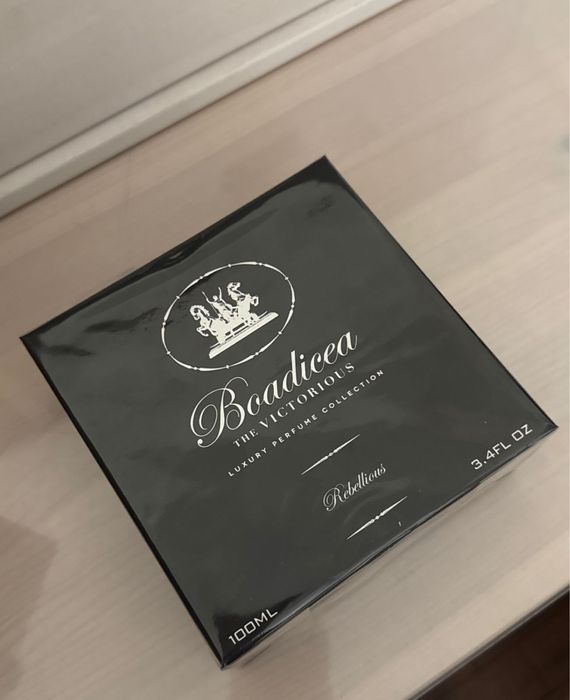 Boadicea
THE VICTORIOUS
LUXURY PERFUME COLLECTION
Rebellious
100ML
3.4FL OZ